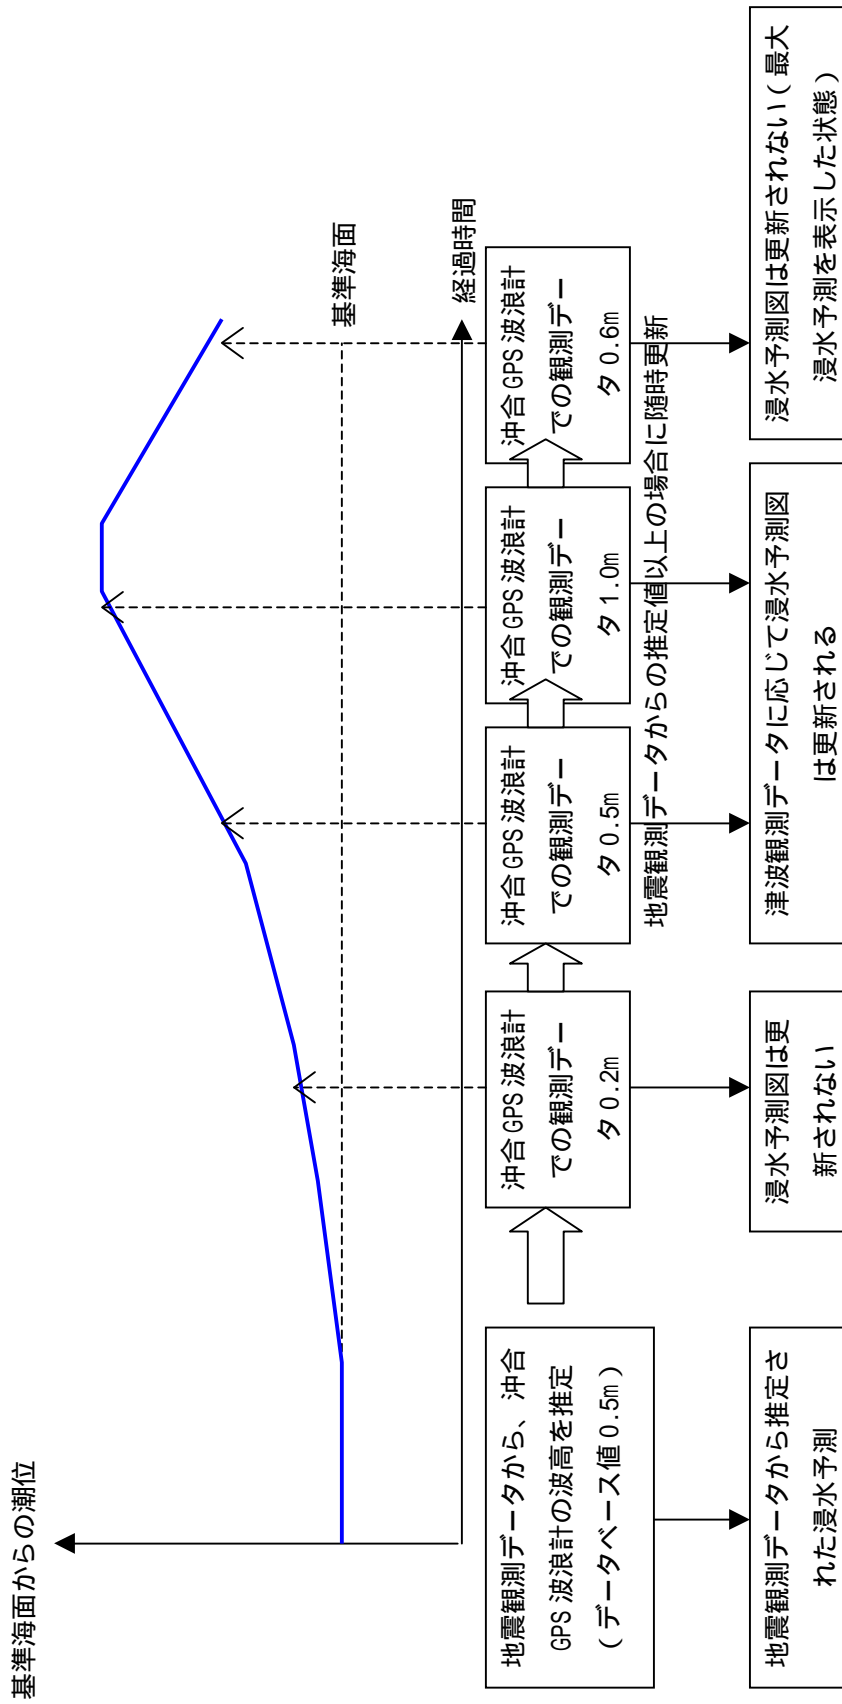 基準海面からの潮位
基準海面
経過時間
地震観測データから、沖合
GPS 波浪計の波高を推定
（データベース値 0.5m）
沖合 GPS 波浪計
での観測デー
タ 0.2m
沖合 GPS 波浪計
での観測デー
タ 0.5m
沖合 GPS 波浪計
での観測デー
タ 1.0m
沖合 GPS 波浪計
での観測デー
タ 0.6m
地震観測データからの推定値以上の場合に随時更新
地震観測データから推定さ
れた浸水予測
浸水予測図は更
新されない
津波観測データに応じて浸水予測図
は更新される
浸水予測図は更新されない（最大
浸水予測を表示した状態）